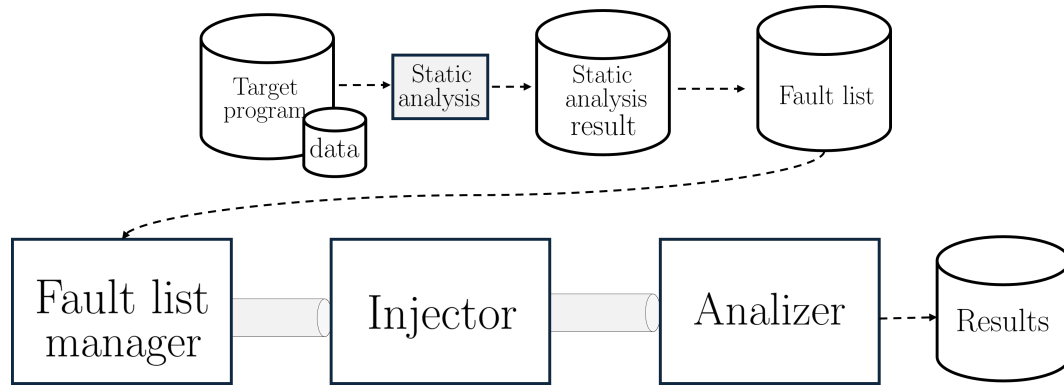 Target
program
data
Static
analysis
Static
analysis
result
Fault list
Fault list
manager
Injector
Analizer
Results